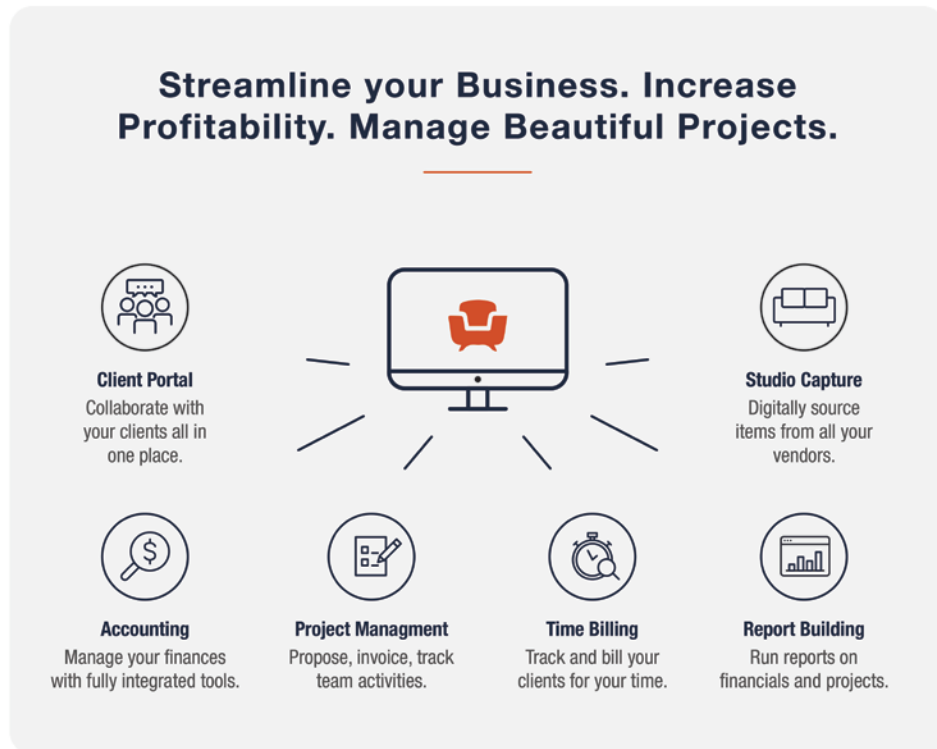 Streamline your Business. Increase
Profitability. Manage Beautiful Projects.
Client Portal
Collaborate with
your clients all in
one place.
Studio Capture
Digitally source
items from all your
vendors.
Accounting
Manage your finances
with fully integrated tools.
Project Managment
Propose, invoice, track
team activities.
Time Billing
Track and bill your
clients for your time.
Report Building
Run reports on
financials and projects.